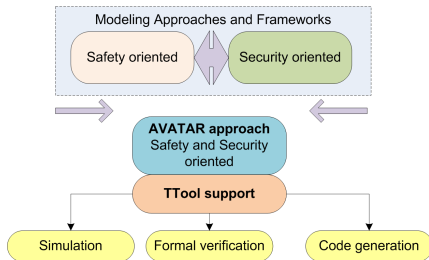 Modeling Approaches and Frameworks
Safety oriented
Security oriented
AVATAR approach
Safety and Security
oriented
TTool support
Simulation
Formal verification
Code generation